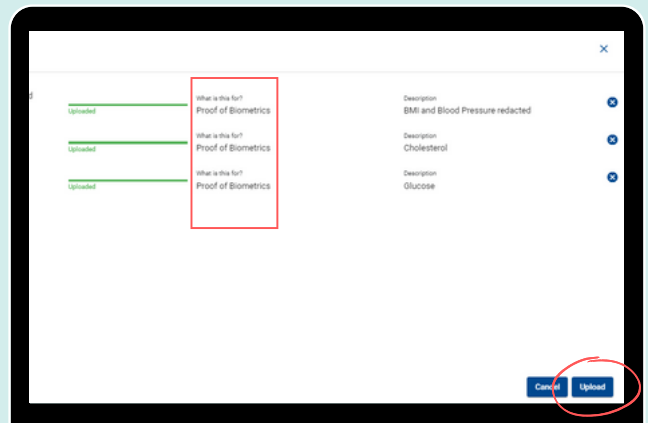 d
What is this for?
Description
Uploaded
Proof of Biometrics
BMI and Blood Pressure redacted
What is this for?
Description
Uploaded
Proof of Biometrics
Cholesterol
What is this for?
Description
Uploaded
Proof of Biometrics
Glucose
Cancel
Upload